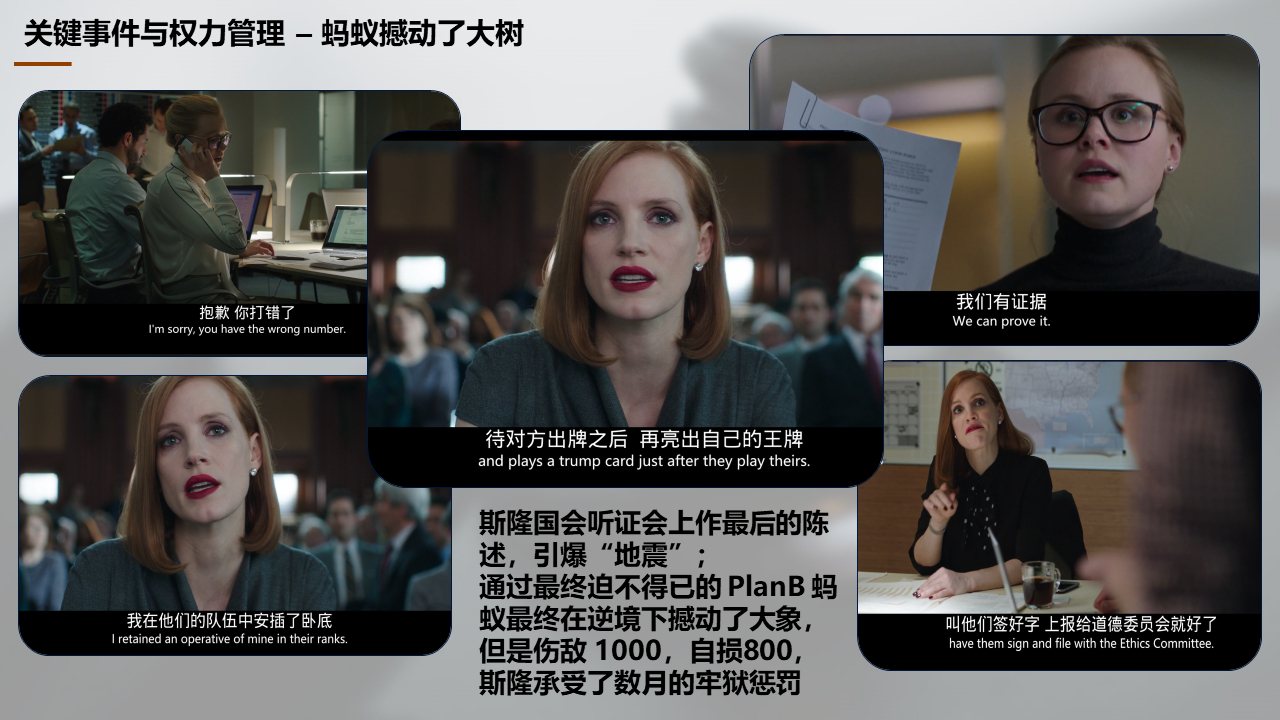 关键事件与权力管理 – 蚂蚁撼动了大树
抱歉 你打错了
I'm sorry, you have the wrong number.
我们有证据
We can prove it.
待对方出牌之后 再亮出自己的王牌
and plays a trump card just after they play theirs.
我在他们的队伍中安插了卧底
I retained an operative of mine in their ranks.
叫他们签好字 上报给道德委员会就好了
have them sign and file with the Ethics Committee.
斯隆国会听证会上作最后的陈
述，引爆“地震”；
通过最终迫不得已的 PlanB 蚂
蚁最终在逆境下撼动了大象，
但是伤敌 1000，自损800，
斯隆承受了数月的牢狱惩罚